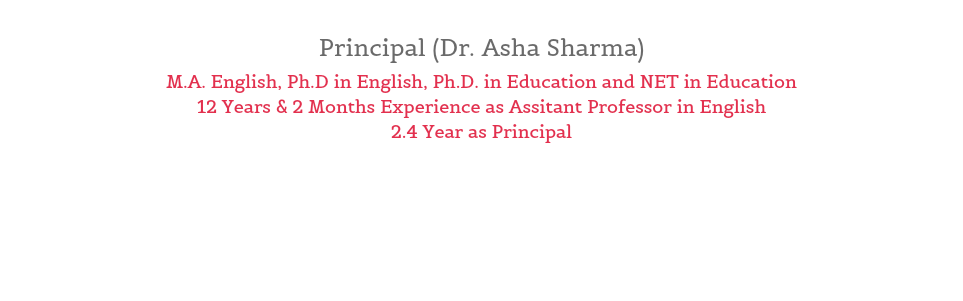 Principal (Dr. Asha Sharma)
M.A. English, Ph.D in English, Ph.D. in Education and NET in Education
12 Years & 2 Months Experience as Assitant Professor in English
2.4 Year as Principal